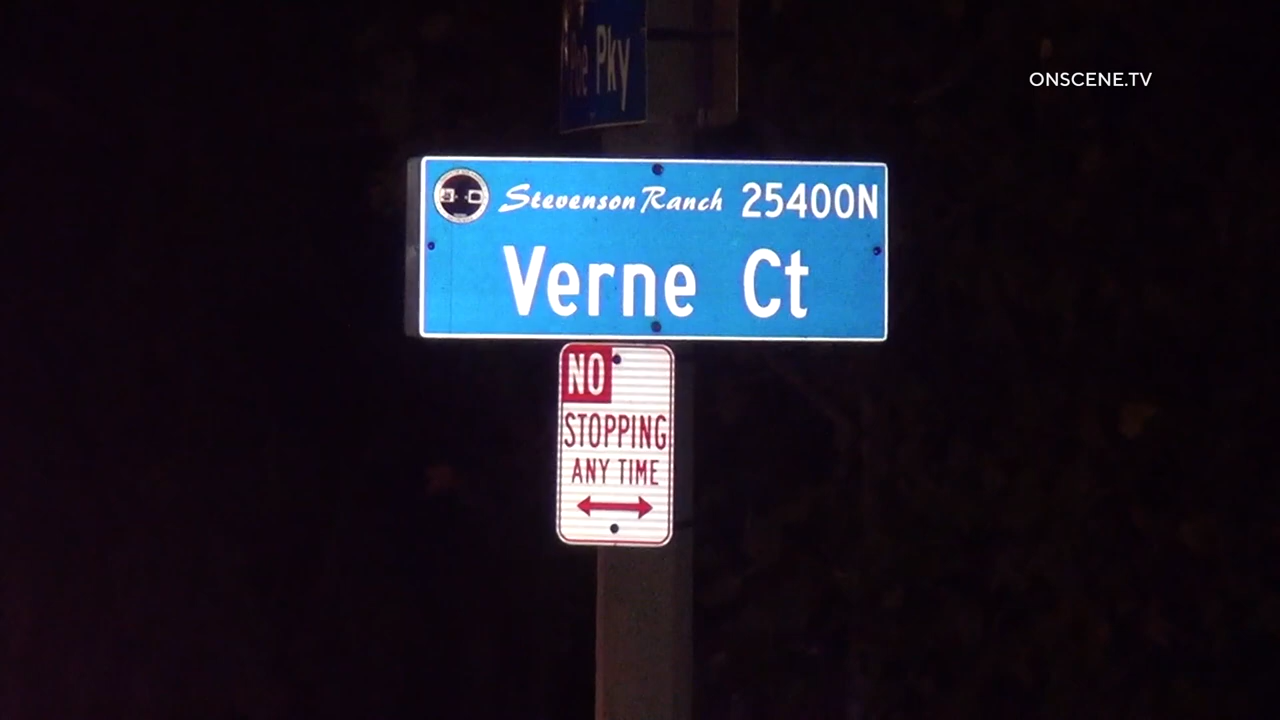 Pky
ONSCENE.TV
Stevenson Ranch 25400N
Verne Ct
NO
STOPPING
ANY TIME